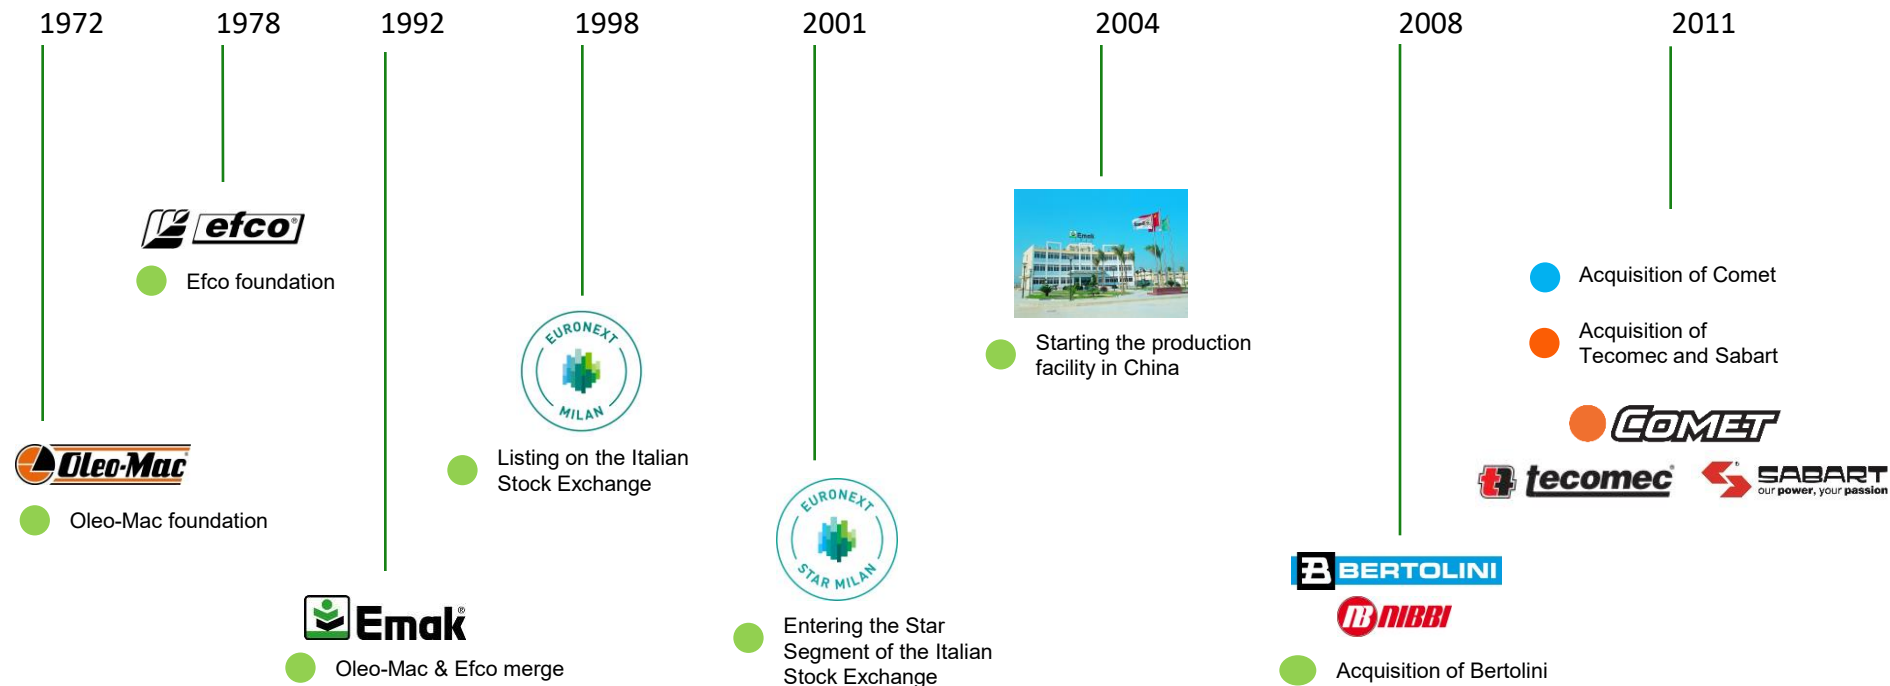 1972
1978
1992
1998
2001
2004
2008
2011
efco®
Efco foundation
Oleo-Mac
Oleo-Mac foundation
Emak®
Oleo-Mac & Efco merge
EURONEXT
MILAN
Listing on the Italian
Stock Exchange
EURONEXT
STAR MILAN
Entering the Star
Segment of the Italian
Stock Exchange
Emak
Starting the production
facility in China
BERTOLINI
NIBBI
Acquisition of Bertolini
Acquisition of Comet
Acquisition of
Tecomec and Sabart
COMET
tecomec®
SABART
our power, your passion